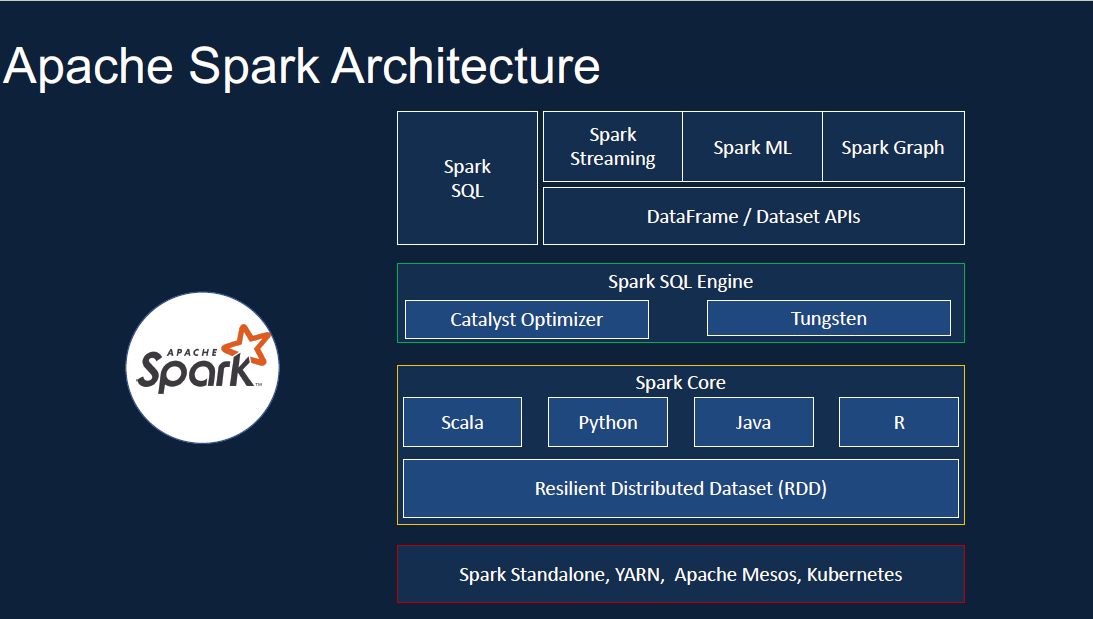 Apache Spark Architecture
Spark
SQL
Spark
Streaming
Spark ML
Spark Graph
DataFrame / Dataset APIs
Spark SQL Engine
Catalyst Optimizer
Tungsten
APACHE
Spark™
Spark Core
Scala
Python
Java
R
Resilient Distributed Dataset (RDD)
Spark Standalone, YARN, Apache Mesos, Kubernetes